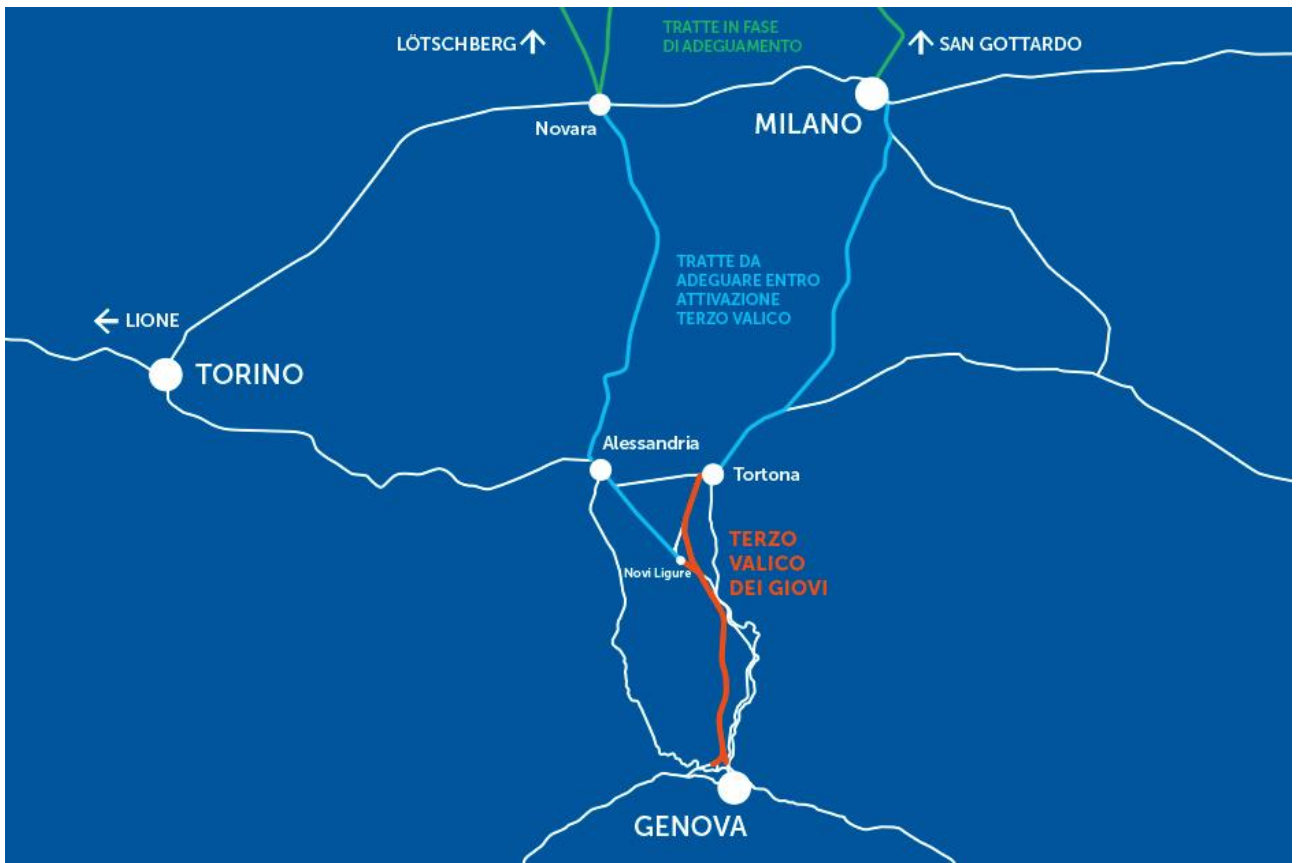 TRATTE IN FASE
DI ADEGUAMENTO
LÖTSCHBERG
SAN GOTTARDO
MILANO
Novara
TRATTE DA
ADEGUARE ENTRO
ATTIVAZIONE
TERZO VALICO
LIONE
TORINO
Alessandria
Tortona
TERZO
VALICO
DEI GIOVI
Novi Ligure
GENOVA